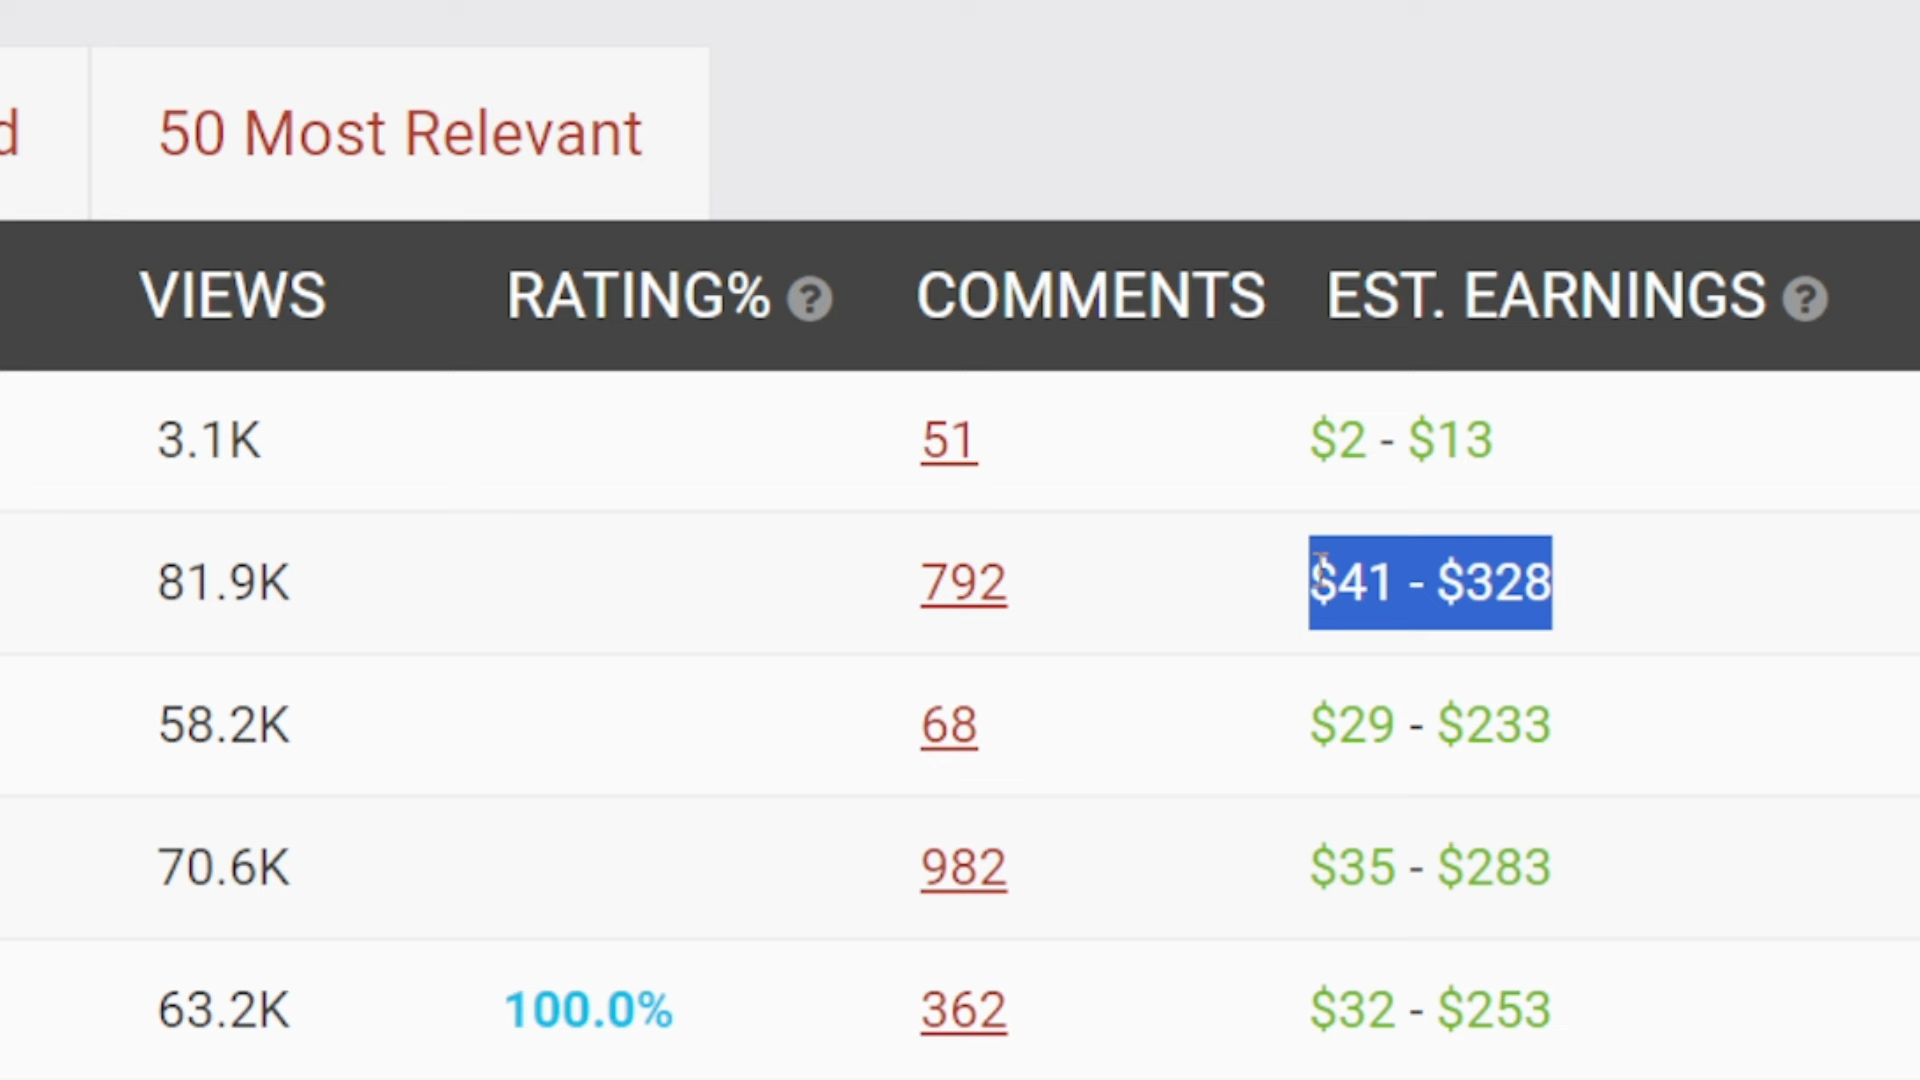 d
50 Most Relevant
VIEWS RATING% ? COMMENTS EST. EARNINGS ?
3.1K 51 $2 - $13
81.9K 792 $41 - $328
58.2K 68 $29 - $233
70.6K 982 $35 - $283
63.2K 100.0% 362 $32 - $253